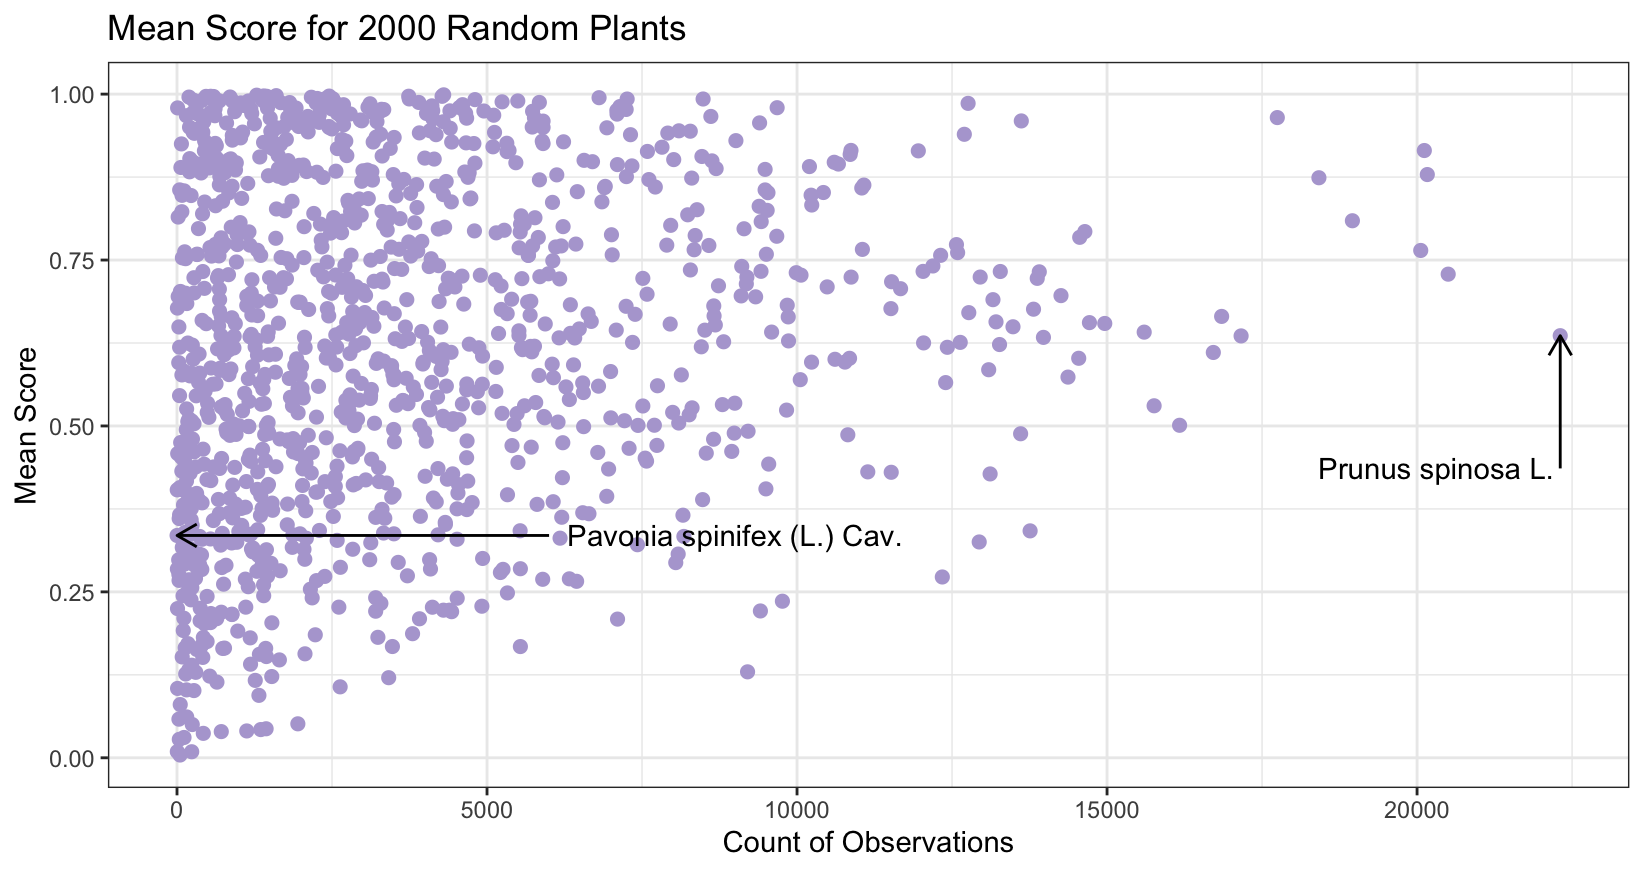 Mean Score for 2000 Random Plants
1.00
0.75
0.50
0.25
0.00
Mean Score
Prunus spinosa L.
Pavonia spinifex (L.) Cav.
0 5000 10000 15000 20000
Count of Observations